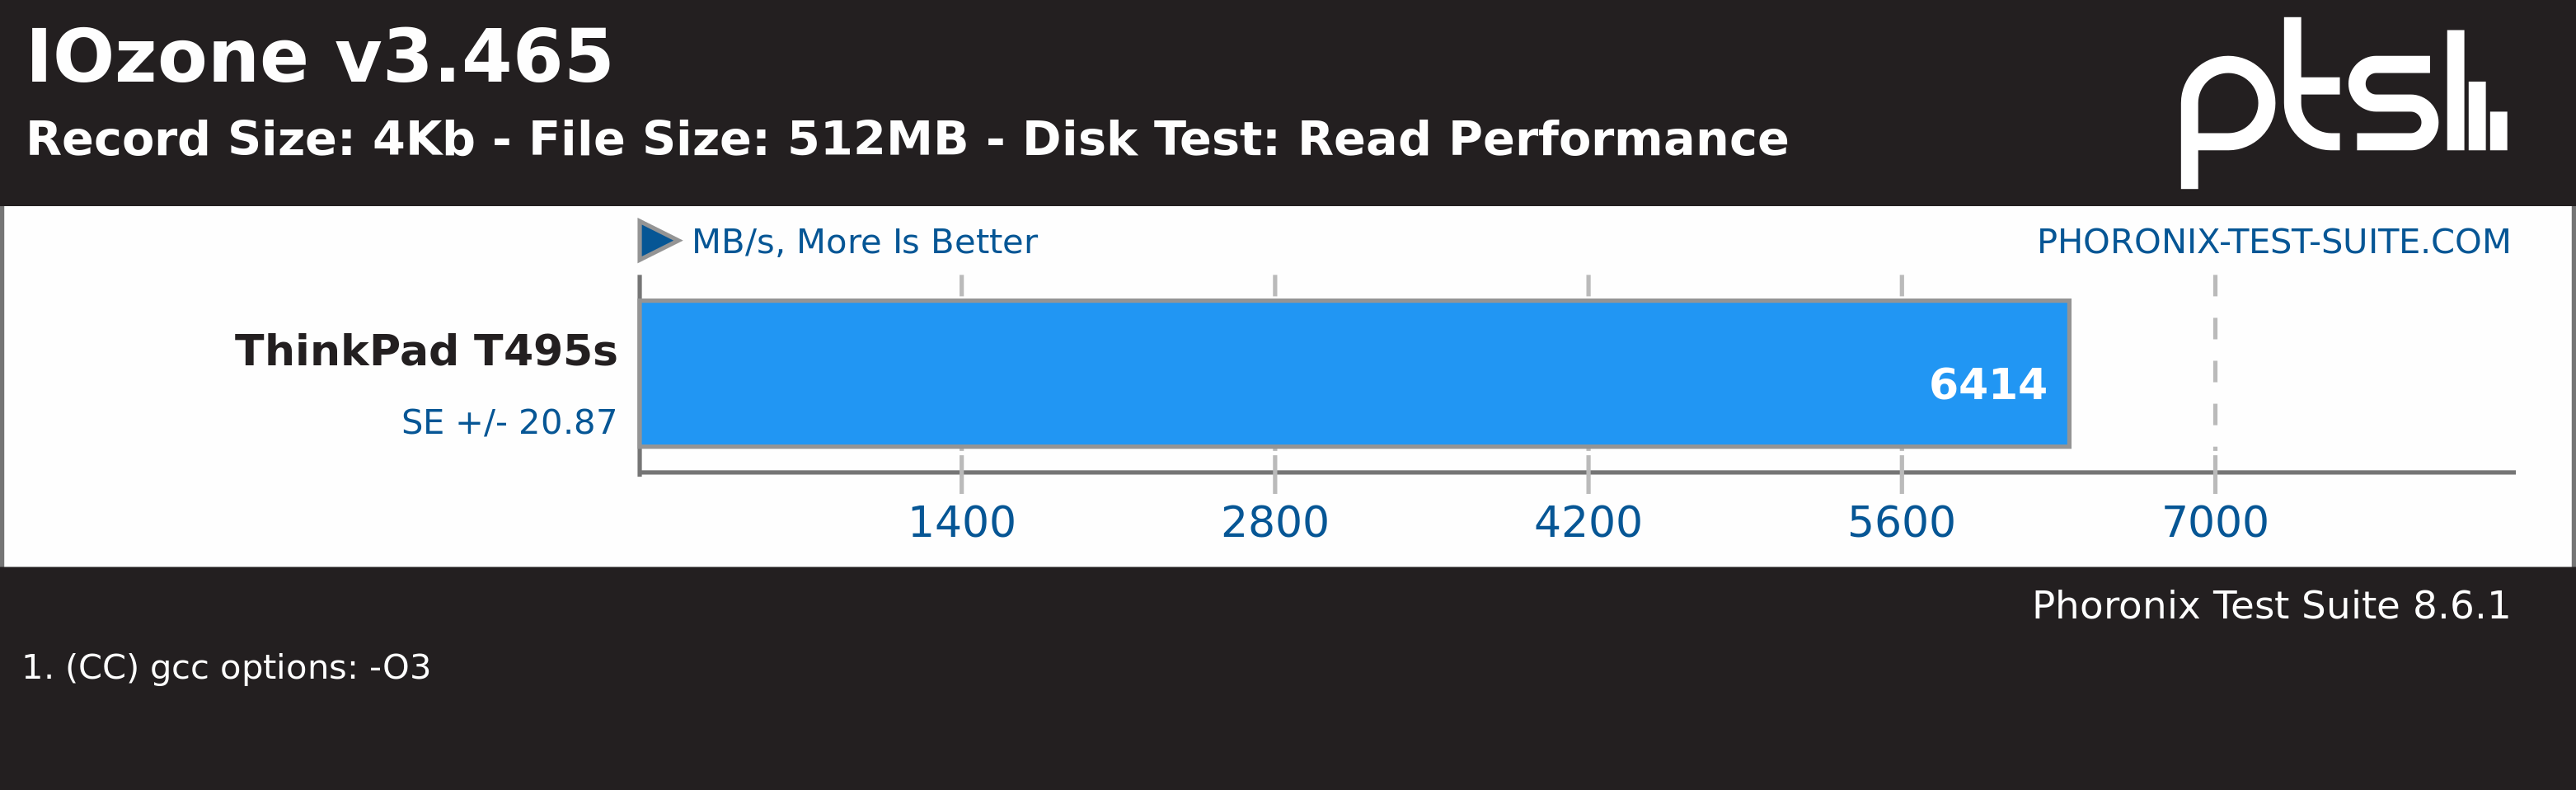 IOzone v3.465
Record Size: 4Kb - File Size: 512MB - Disk Test: Read Performance
ptsl
MB/s, More Is Better
PHORONIX-TEST-SUITE.COM
ThinkPad T495s
SE +/- 20.87
6414
1400 2800 4200 5600 7000
Phoronix Test Suite 8.6.1
1. (CC) gcc options: -O3